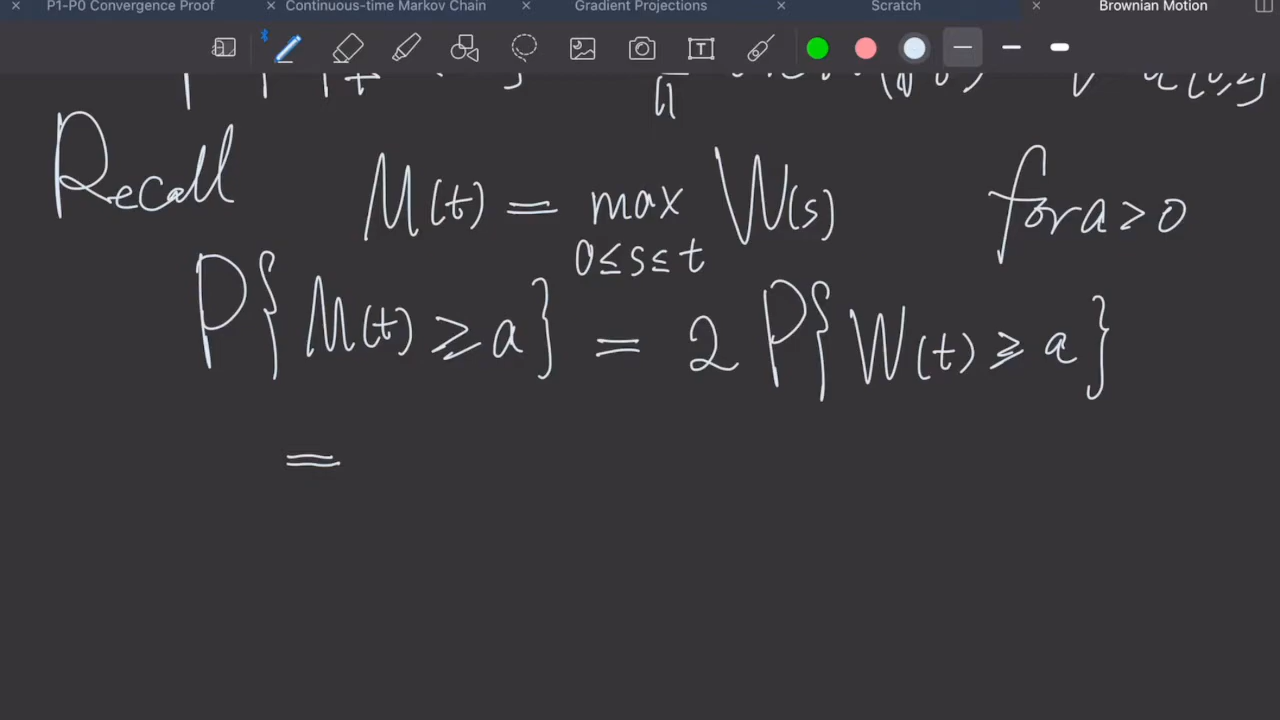 P1-P0 Convergence Proof Continuous-time Markov Chain Gradient Projections Scratch Brownian Motion
Recall M(t) = max W(s) for a > 0
0 ≤ s ≤ t
P{M(t) ≥ a} = 2 P{W(t) ≥ a}
=